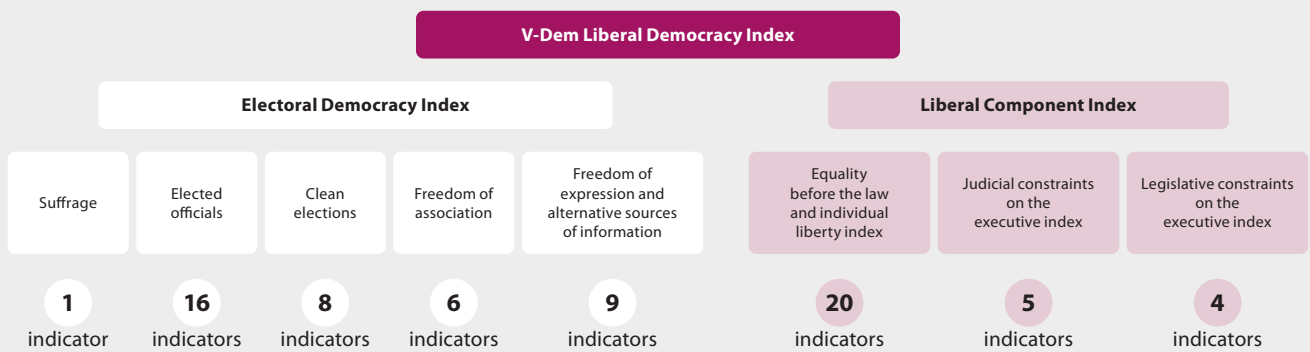 V-Dem Liberal Democracy Index
Electoral Democracy Index
Liberal Component Index
Suffrage
Elected
officials
Clean
elections
Freedom of
association
Freedom of
expression and
alternative sources
of information
Equality
before the law
and individual
liberty index
Judicial constraints
on the
executive index
Legislative constraints
on the
executive index
1
indicator
16
indicators
8
indicators
6
indicators
9
indicators
20
indicators
5
indicators
4
indicators